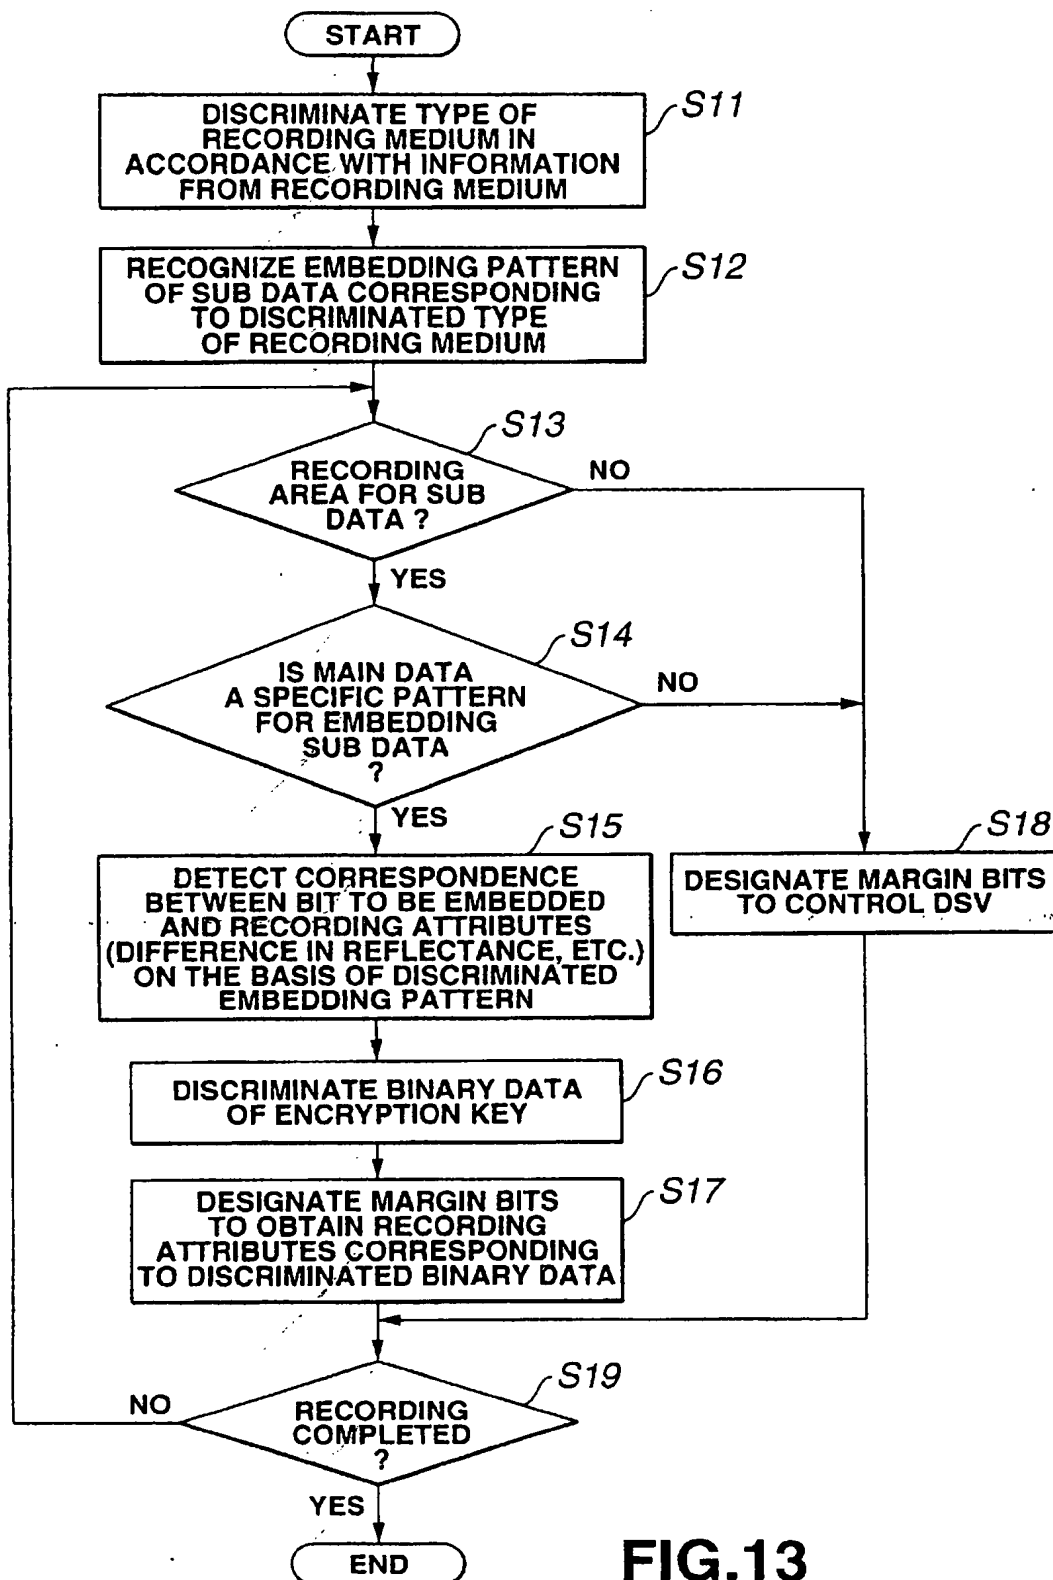 START
S11
DISCRIMINATE TYPE OF
RECORDING MEDIUM IN
ACCORDANCE WITH INFORMATION
FROM RECORDING MEDIUM
S12
RECOGNIZE EMBEDDING PATTERN
OF SUB DATA CORRESPONDING
TO DISCRIMINATED TYPE
OF RECORDING MEDIUM
S13
RECORDING
AREA FOR SUB
DATA ?
NO
YES
S14
IS MAIN DATA
A SPECIFIC PATTERN
FOR EMBEDDING
SUB DATA
?
NO
YES
S15
DETECT CORRESPONDENCE
BETWEEN BIT TO BE EMBEDDED
AND RECORDING ATTRIBUTES
(DIFFERENCE IN REFLECTANCE, ETC.)
ON THE BASIS OF DISCRIMINATED
EMBEDDING PATTERN
S18
DESIGNATE MARGIN BITS
TO CONTROL DSV
S16
DISCRIMINATE BINARY DATA
OF ENCRYPTION KEY
S17
DESIGNATE MARGIN BITS
TO OBTAIN RECORDING
ATTRIBUTES CORRESPONDING
TO DISCRIMINATED BINARY DATA
S19
NO
RECORDING
COMPLETED
?
YES
END
FIG.13